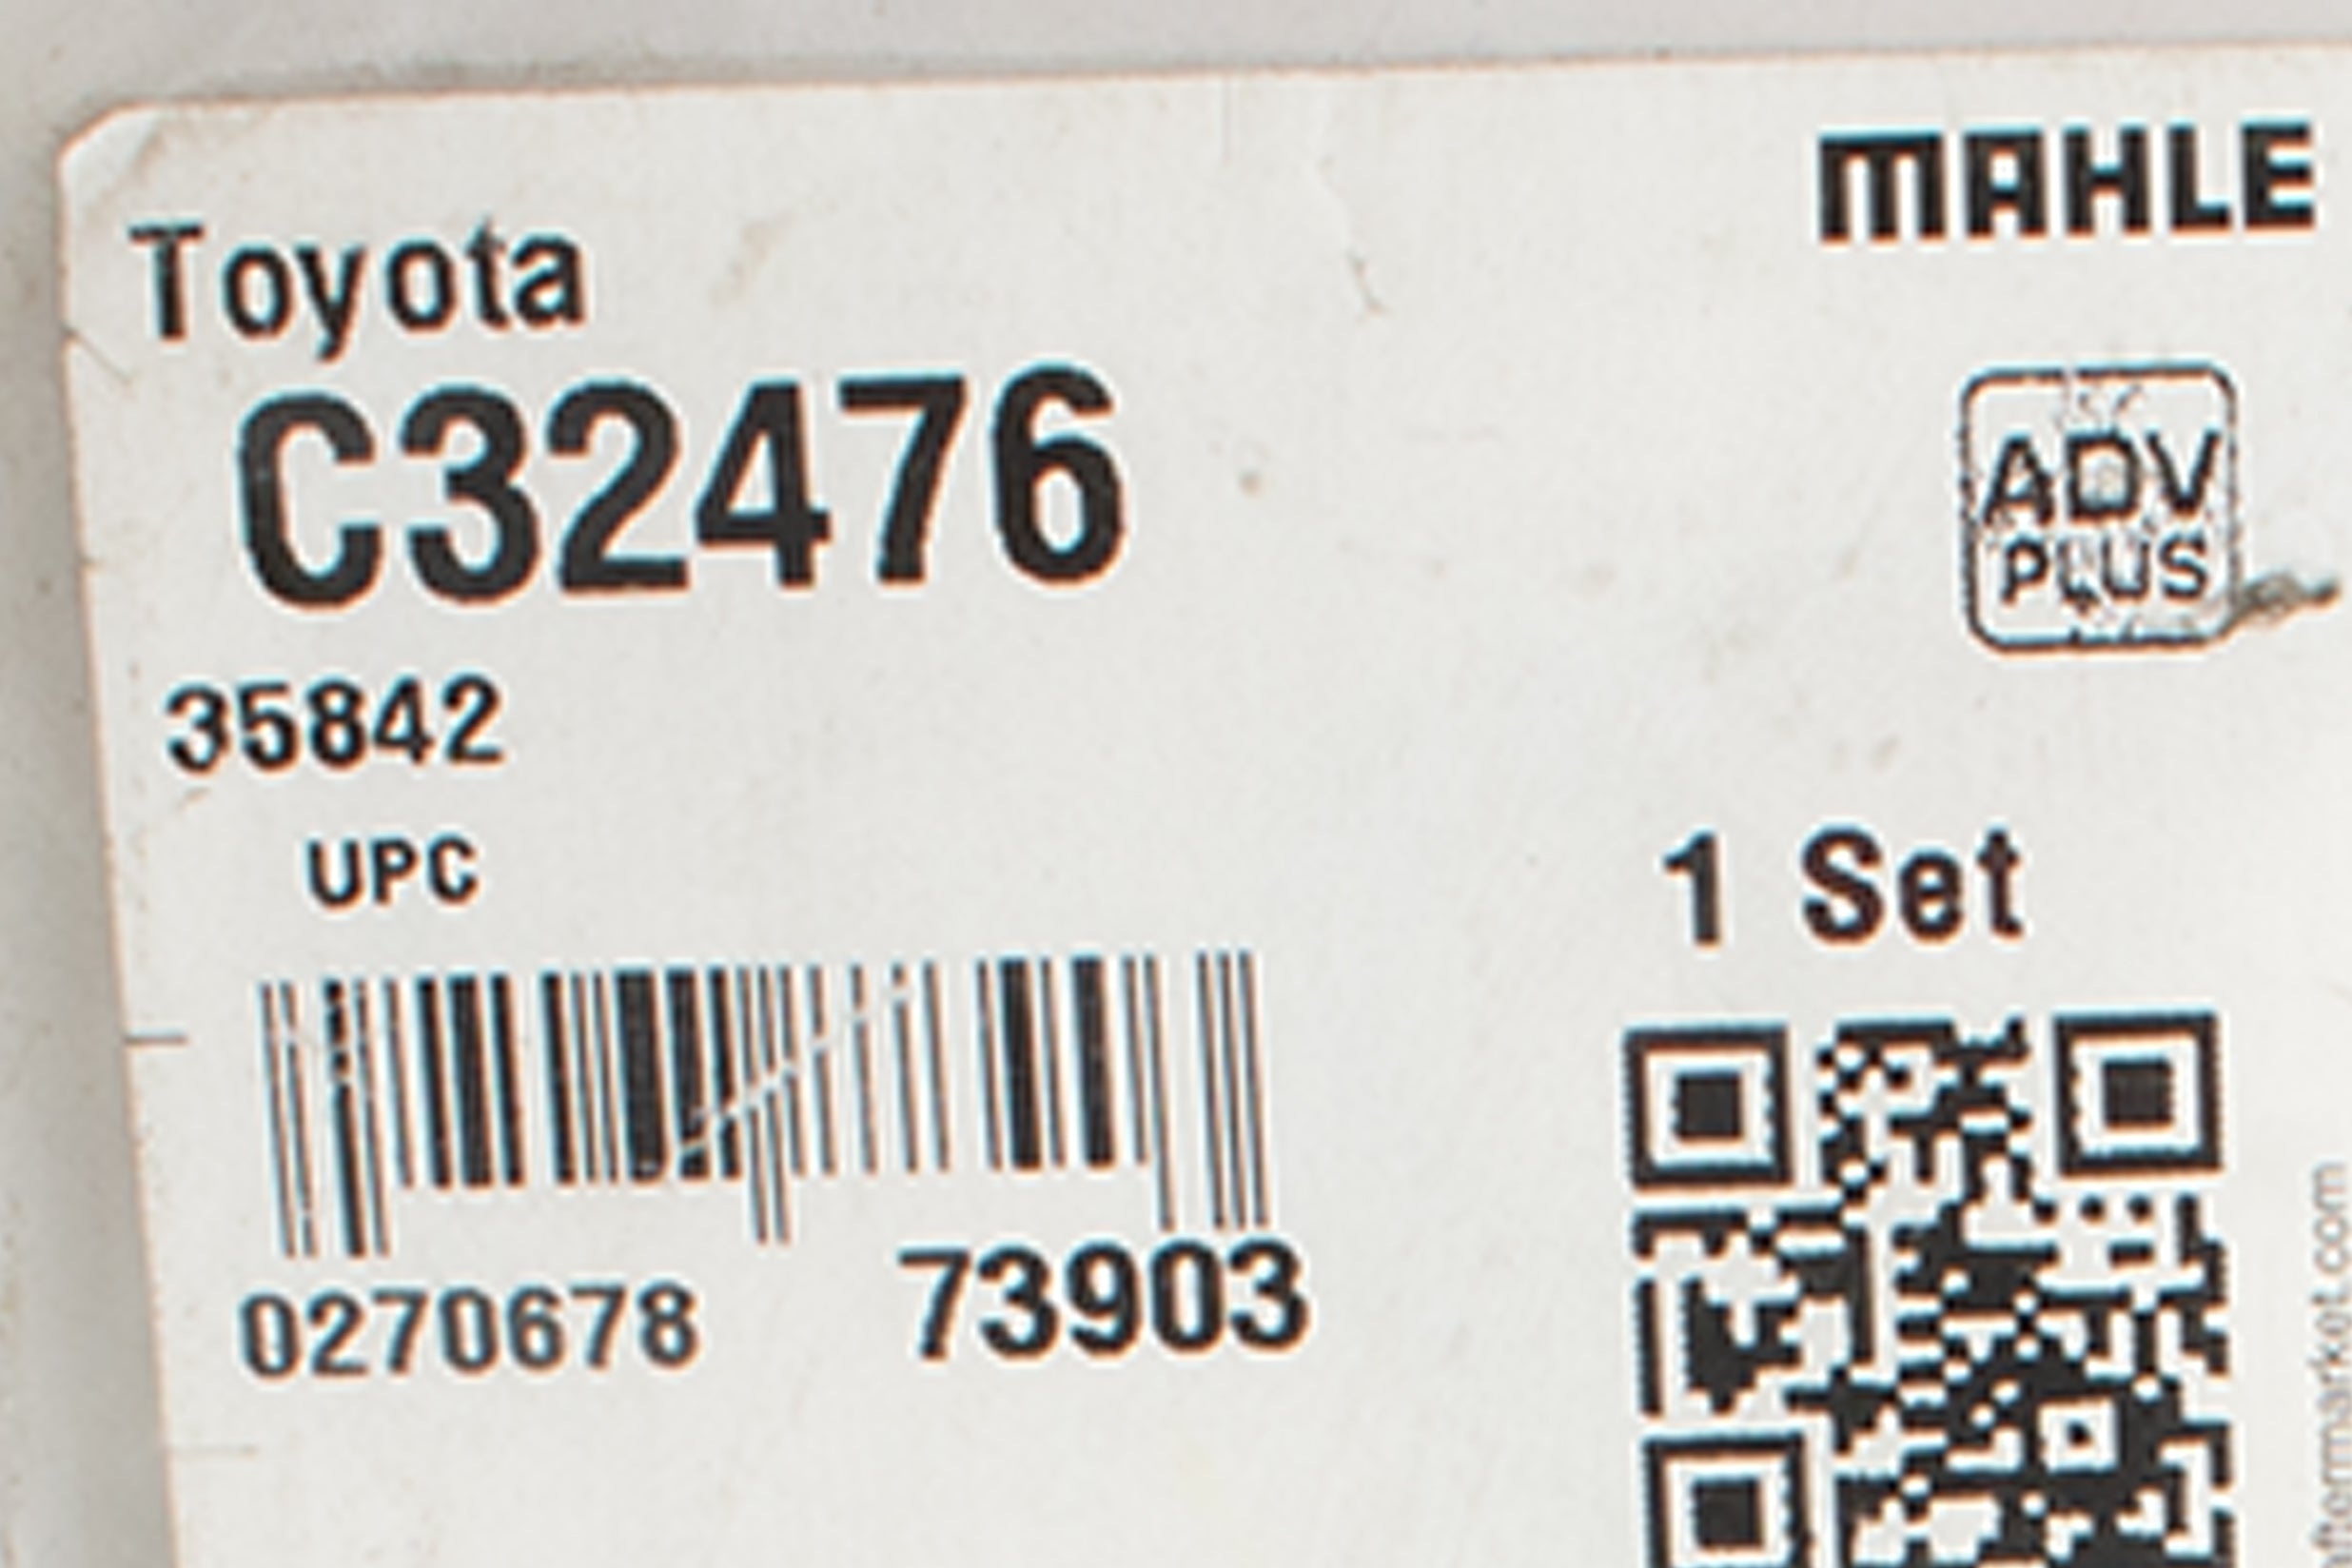 Toyota
MAHLE
C32476
ADV
PLUS
35842
UPC
1 Set
0270678 73903